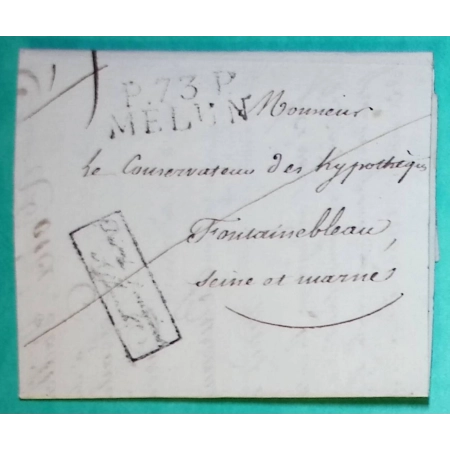 P.73.P.
MELUN
Monsieur
Le Conservateur des hypothèques
Fontainebleau,
Seine et marne